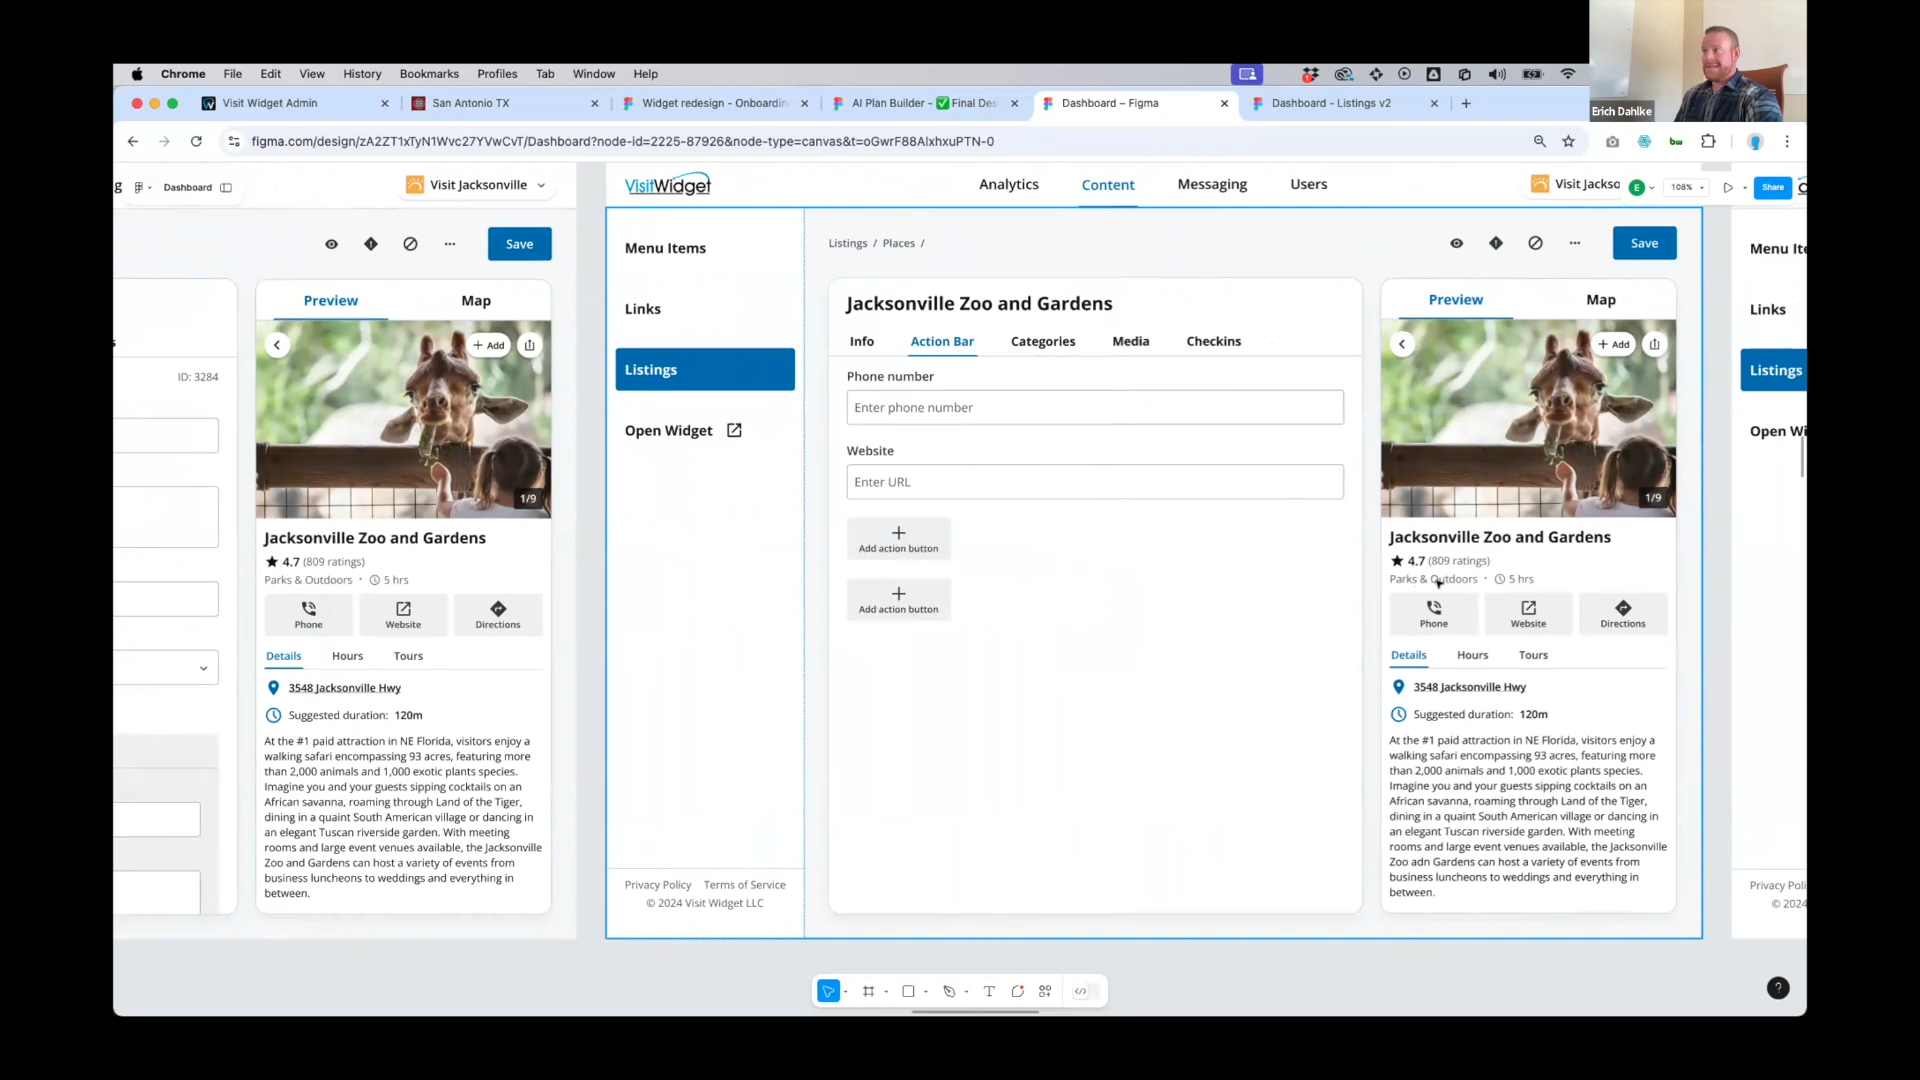 Chrome File Edit View History Bookmarks Profiles Tab Window Help
Erich Dahlke
Visit Widget Admin
San Antonio TX
Widget redesign - Onboardin
AI Plan Builder - ✅ Final Des
Dashboard – Figma
Dashboard - Listings v2
figma.com/design/zA2ZT1xTyN1Wvc27YVwCvT/Dashboard?node-id=2225-87926&node-type=canvas&t=oGwrF88AlxhxuPTN-0
g
Dashboard
Visit Jacksonville
Save
ID: 3284
Preview Map
+ Add
1/9
Jacksonville Zoo and Gardens
4.7 (809 ratings)
Parks & Outdoors • 5 hrs
Phone Website Directions
Details Hours Tours
3548 Jacksonville Hwy
Suggested duration: 120m
At the #1 paid attraction in NE Florida, visitors enjoy a
walking safari encompassing 93 acres, featuring more
than 2,000 animals and 1,000 exotic plants species.
Imagine you and your guests sipping cocktails on an
African savanna, roaming through Land of the Tiger,
dining in a quaint South American village or dancing in
an elegant Tuscan riverside garden. With meeting
rooms and large event venues available, the Jacksonville
Zoo and Gardens can host a variety of events from
business luncheons to weddings and everything in
between.
VisitWidget
Analytics Content Messaging Users
Visit Jackso
E
108%
Share
Menu Items
Links
Listings
Open Widget
Privacy Policy Terms of Service
© 2024 Visit Widget LLC
Listings / Places /
Save
Jacksonville Zoo and Gardens
Info Action Bar Categories Media Checkins
Phone number
Enter phone number
Website
Enter URL
Add action button
Add action button
Preview Map
+ Add
1/9
Jacksonville Zoo and Gardens
4.7 (809 ratings)
Parks & Outdoors • 5 hrs
Phone Website Directions
Details Hours Tours
3548 Jacksonville Hwy
Suggested duration: 120m
At the #1 paid attraction in NE Florida, visitors enjoy a
walking safari encompassing 93 acres, featuring more
than 2,000 animals and 1,000 exotic plants species.
Imagine you and your guests sipping cocktails on an
African savanna, roaming through Land of the Tiger,
dining in a quaint South American village or dancing in
an elegant Tuscan riverside garden. With meeting
rooms and large event venues available, the Jacksonville
Zoo adn Gardens can host a variety of events from
business luncheons to weddings and everything in
between.
Menu Ite
Links
Listings
Open Wi
Privacy Poli
© 2024